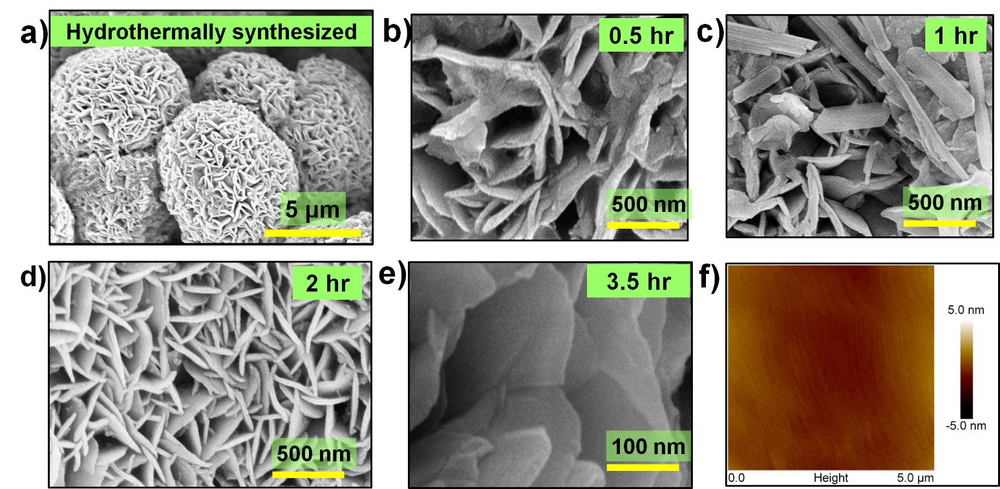 a)
Hydrothermally synthesized
5 µm
b)
0.5 hr
500 nm
c)
1 hr
500 nm
d)
2 hr
500 nm
e)
3.5 hr
100 nm
f)
5.0 nm
-5.0 nm
0.0 Height 5.0 µm